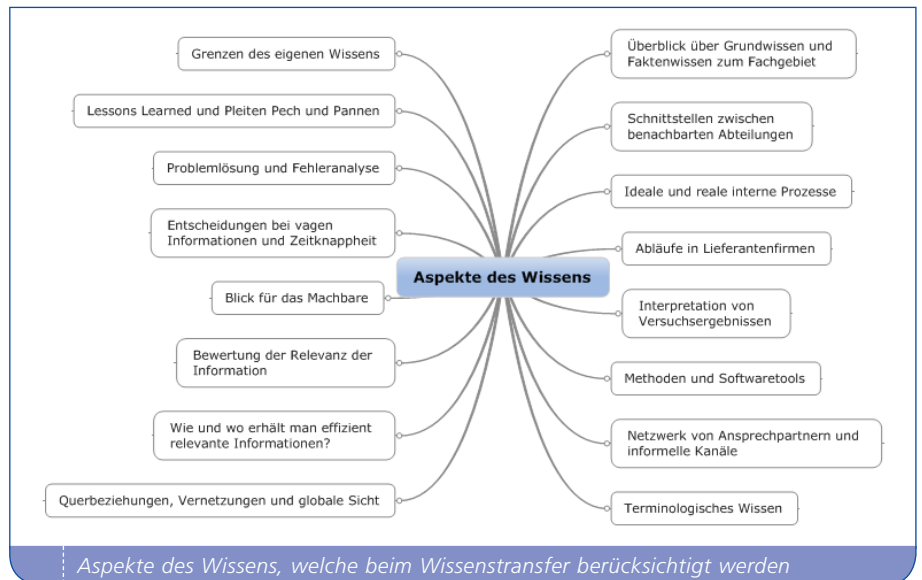 Grenzen des eigenen Wissens
Lessons Learned und Pleiten Pech und Pannen
Problemlösung und Fehleranalyse
Entscheidungen bei vagen
Informationen und Zeitknappheit
Blick für das Machbare
Bewertung der Relevanz der
Information
Wie und wo erhält man effizient
relevante Informationen?
Querbeziehungen, Vernetzungen und globale Sicht
Aspekte des Wissens
Überblick über Grundwissen und
Faktenwissen zum Fachgebiet
Schnittstellen zwischen
benachbarten Abteilungen
Ideale und reale interne Prozesse
Abläufe in Lieferantenfirmen
Interpretation von
Versuchsergebnissen
Methoden und Softwaretools
Netzwerk von Ansprechpartnern und
informelle Kanäle
Terminologisches Wissen
Aspekte des Wissens, welche beim Wissenstransfer berücksichtigt werden